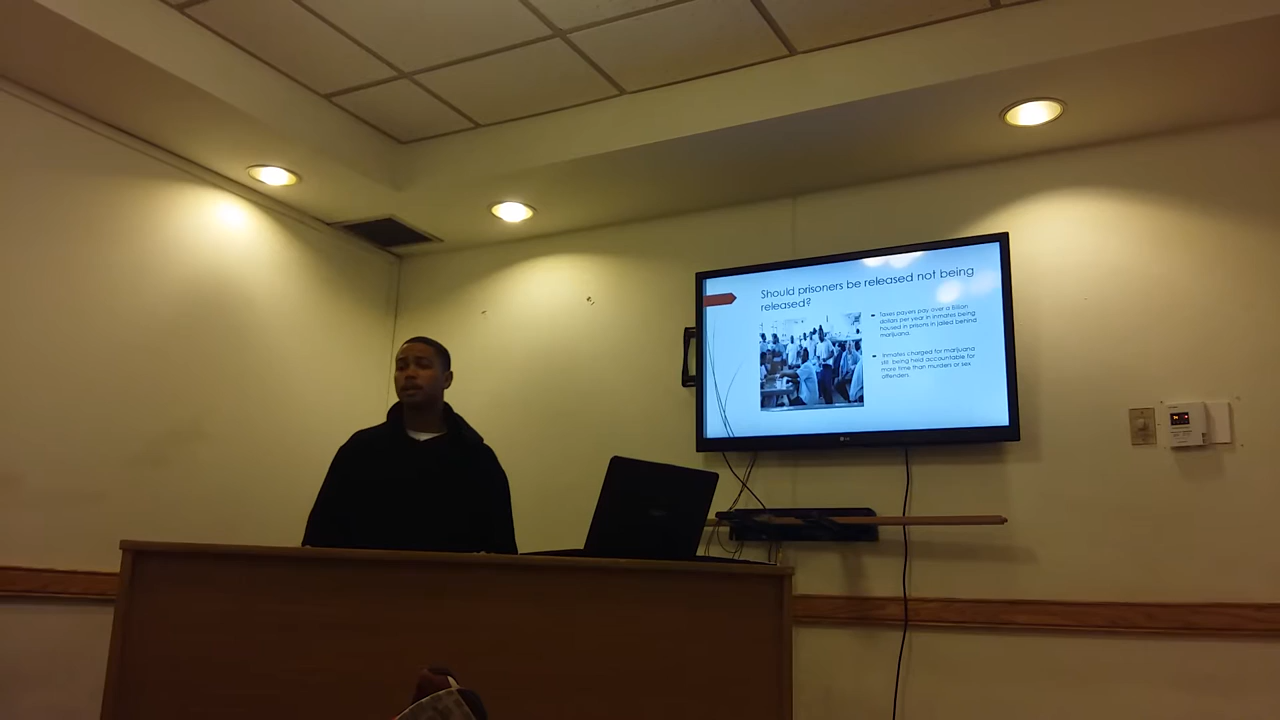 Should prisoners be released not being
released?
Taxes payers pay over a billion
dollars per year in inmates being
housed in prisons in jailed behind
marijuana.
Inmates charged for marijuana
still being held accountable for
more time than murders or sex
offenders.
LG